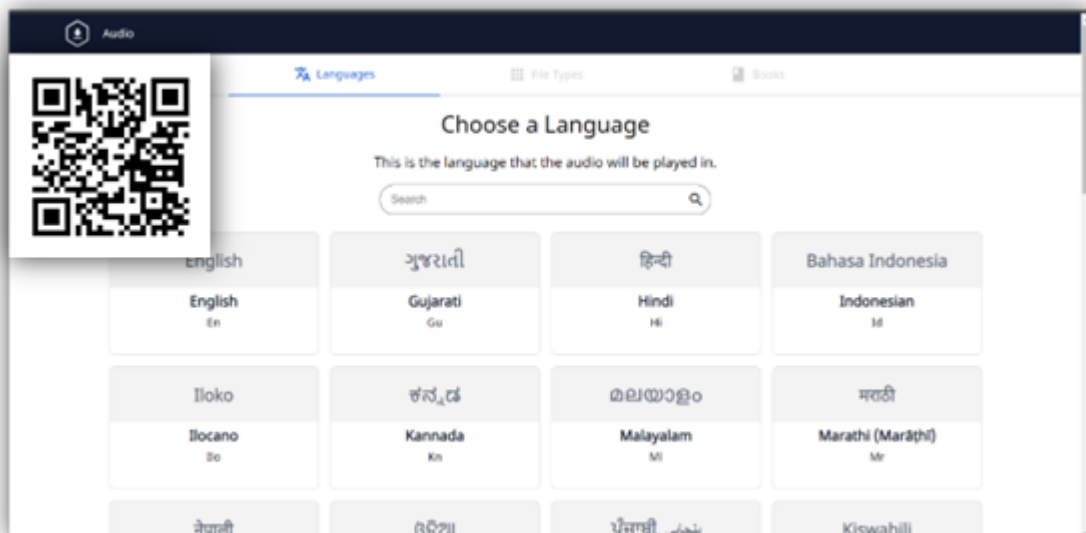 Audio
Languages File Types Books
Choose a Language
This is the language that the audio will be played in.
Search
English ગુજરાતી हिन्दी Bahasa Indonesia
English Gujarati Hindi Indonesian
En Gu Hi Id
Iloko ಕನ್ನಡ മലയാളം मराठी
Ilocano Kannada Malayalam Marathi (Marāṭhī)
Ilo Kn Ml Mr
नेपाली ଓଡ଼ିଆ Kiswahili